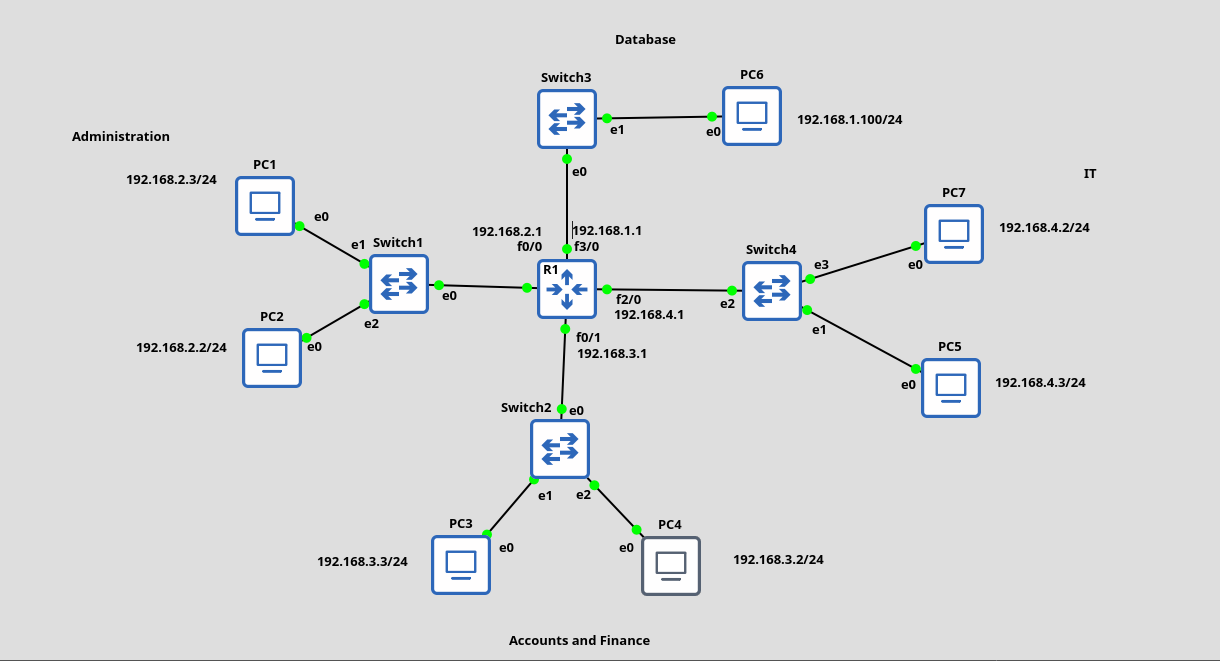 Database
Switch3
PC6
e1
e0
192.168.1.100/24
Administration
PC1
e0
192.168.2.3/24
IT
PC7
e0
192.168.2.1
192.168.1.1
192.168.4.2/24
e1
Switch1
f0/0
f3/0
Switch4
e3
e0
R1
e0
f2/0
e2
192.168.4.1
PC2
e2
e1
f0/1
192.168.3.1
e0
192.168.2.2/24
PC5
e0
192.168.4.3/24
Switch2
e0
e1
e2
PC3
PC4
e0
e0
192.168.3.3/24
192.168.3.2/24
Accounts and Finance